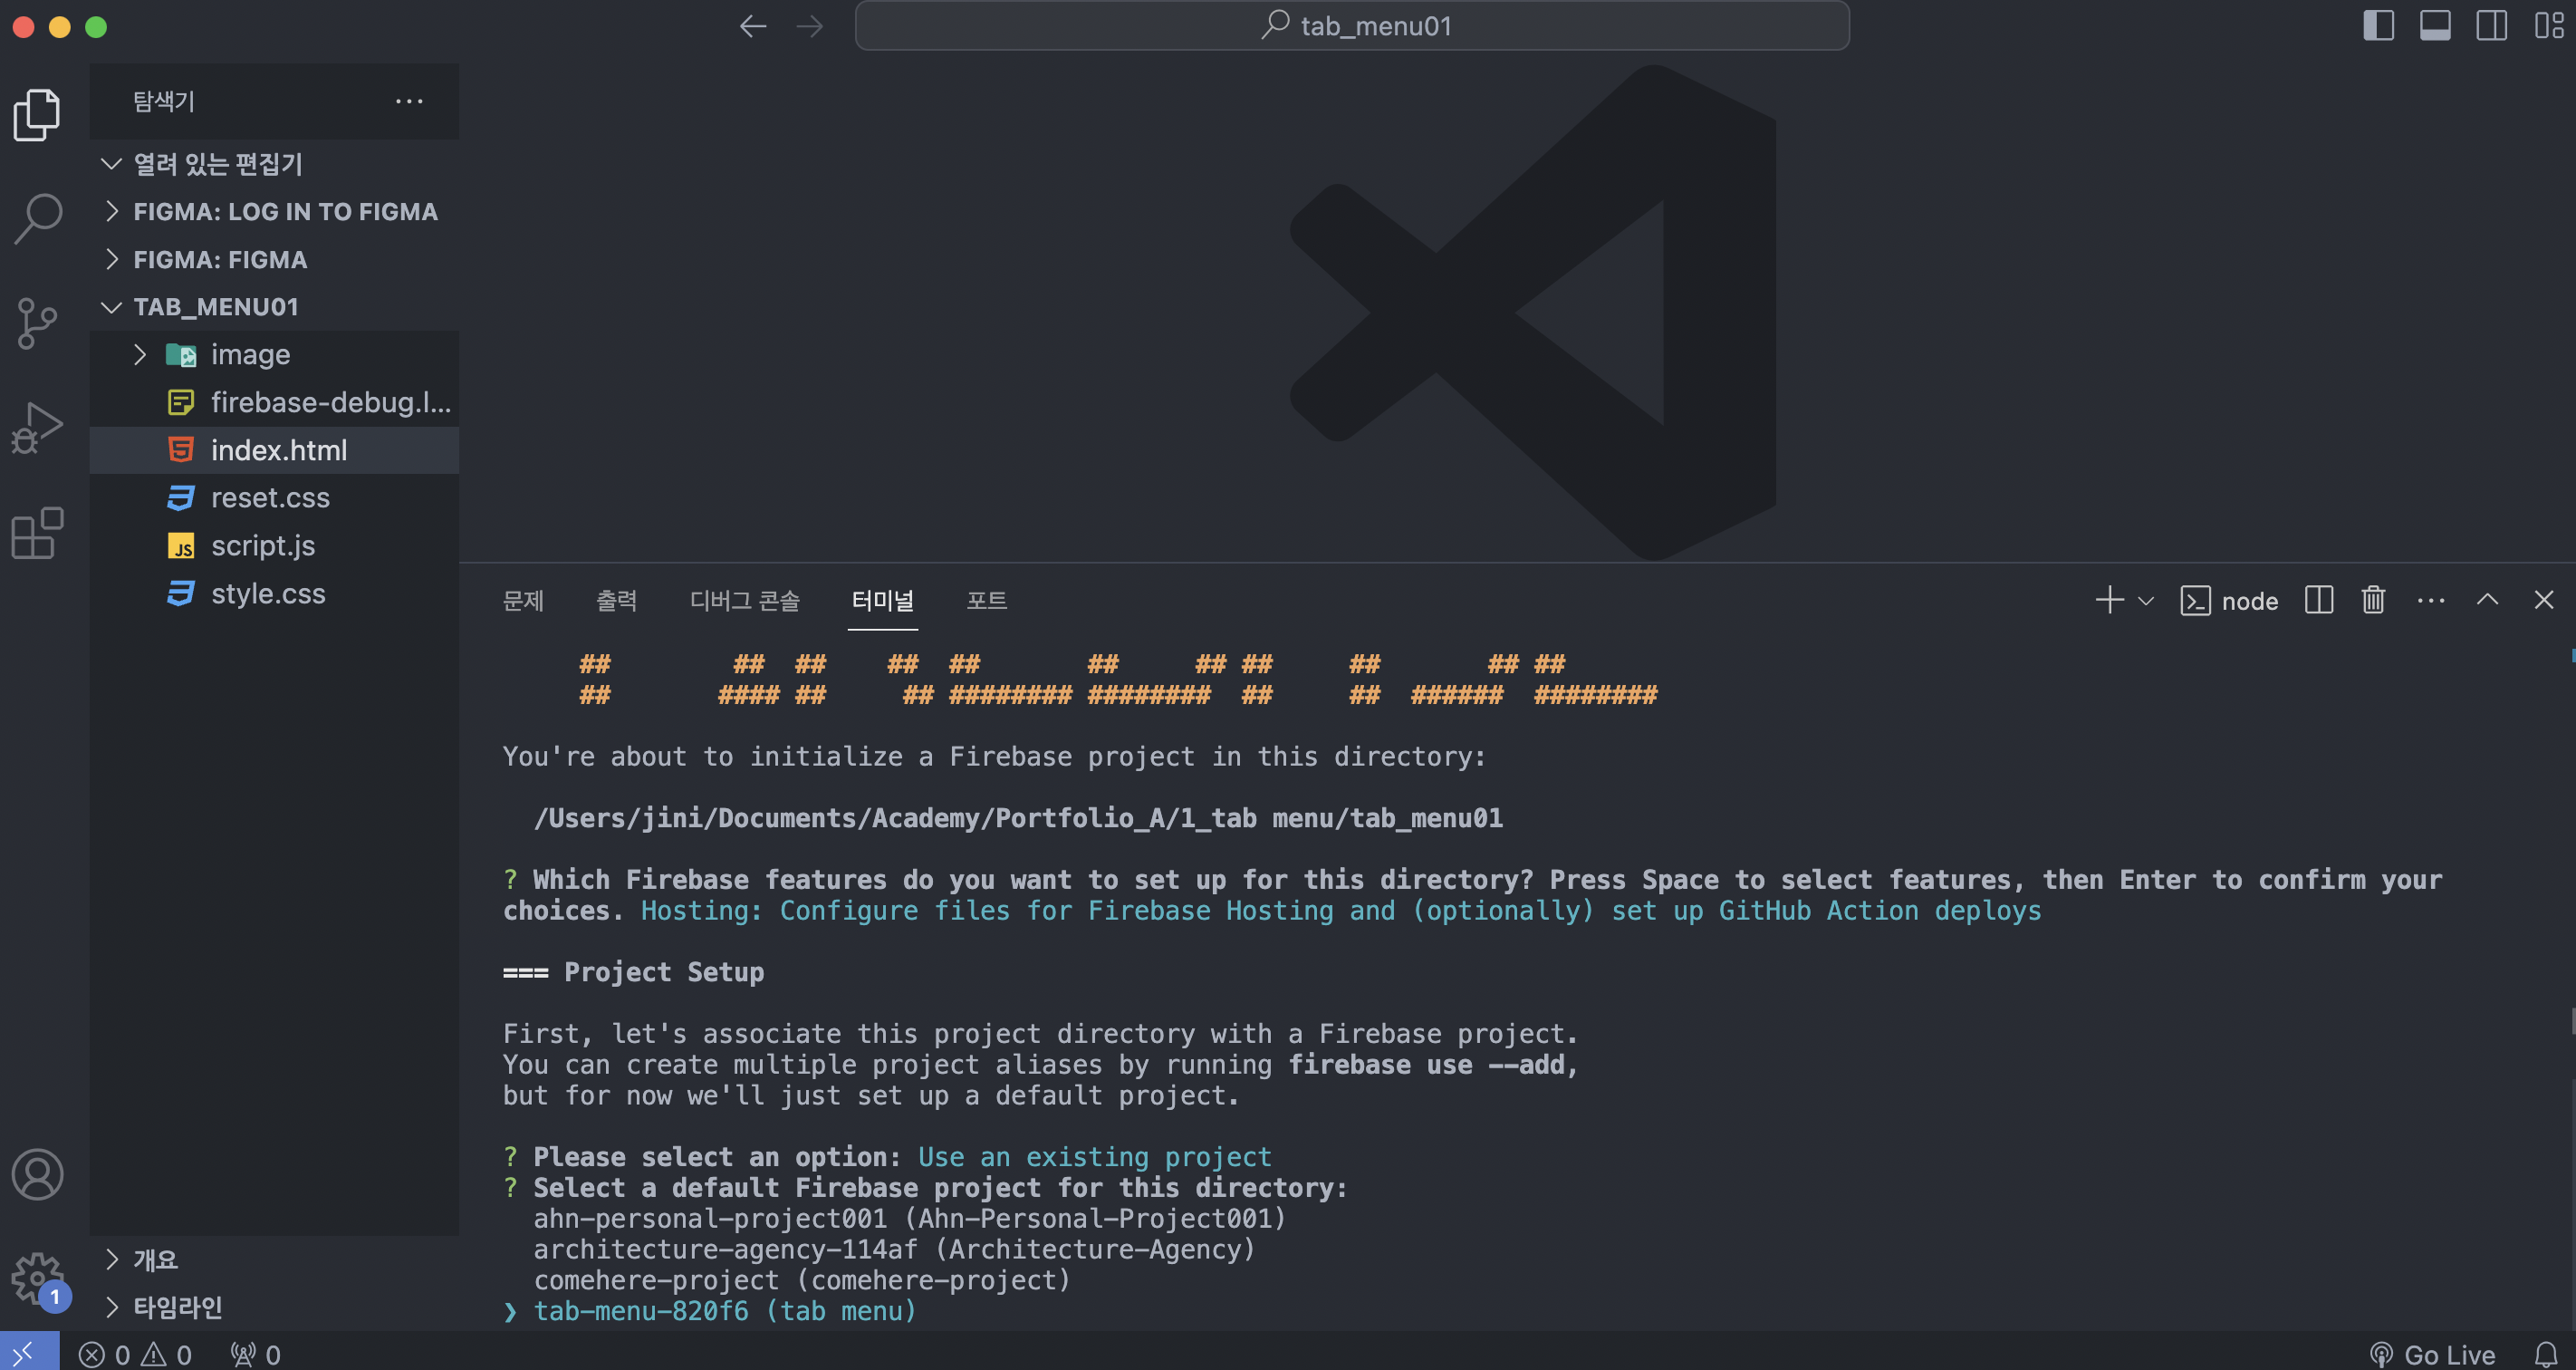 tab_menu01
탐색기
열려 있는 편집기
FIGMA: LOG IN TO FIGMA
FIGMA: FIGMA
TAB_MENU01
image
firebase-debug.l...
index.html
reset.css
JS script.js
style.css
개요
타임라인
1
문제 출력 디버그 콘솔 터미널 포트
node
## ## ## ## ## ## ## ## ## ## ##
## #### ## ## ######## ######## ## ## ###### ########
You're about to initialize a Firebase project in this directory:
/Users/jini/Documents/Academy/Portfolio_A/1_tab menu/tab_menu01
? Which Firebase features do you want to set up for this directory? Press Space to select features, then Enter to confirm your
choices. Hosting: Configure files for Firebase Hosting and (optionally) set up GitHub Action deploys
=== Project Setup
First, let's associate this project directory with a Firebase project.
You can create multiple project aliases by running firebase use --add,
but for now we'll just set up a default project.
? Please select an option: Use an existing project
? Select a default Firebase project for this directory:
ahn-personal-project001 (Ahn-Personal-Project001)
architecture-agency-114af (Architecture-Agency)
comehere-project (comehere-project)
❯ tab-menu-820f6 (tab menu)
0 0 0
Go Live